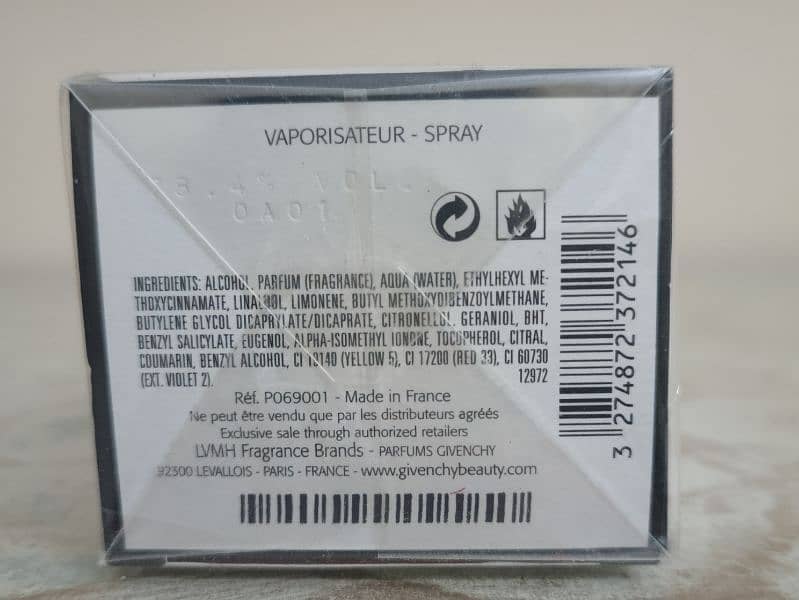 VAPORISATEUR - SPRAY
VOL
0A01
INGREDIENTS: ALCOHOL, PARFUM (FRAGRANCE), AQUA (WATER), ETHYLHEXYL ME-
THOXYCINNAMATE, LINALOOL, LIMONENE, BUTYL METHOXYDIBENZOYLMETHANE,
BUTYLENE GLYCOL DICAPRYLATE/DICAPRATE, CITRONELLOL, GERANIOL, BHT,
BENZYL SALICYLATE, EUGENOL, ALPHA-ISOMETHYL IONONE, TOCOPHEROL, CITRAL,
COUMARIN, BENZYL ALCOHOL, CI 19140 (YELLOW 5), CI 17200 (RED 33), CI 60730
(EXT. VIOLET 2). 12972
Réf. P069001 - Made in France
Ne peut être vendu que par les distributeurs agréés
Exclusive sale through authorized retailers
LVMH Fragrance Brands - PARFUMS GIVENCHY
92300 LEVALLOIS - PARIS - FRANCE - www.givenchybeauty.com
3 274872 372146